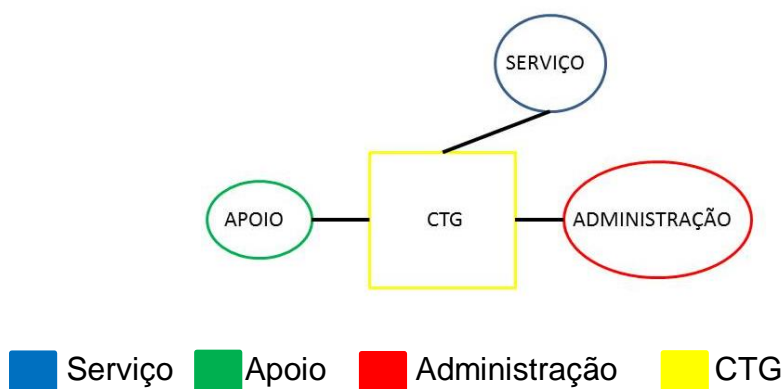 SERVIÇO
APOIO CTG ADMINISTRAÇÃO
Serviço Apoio Administração CTG